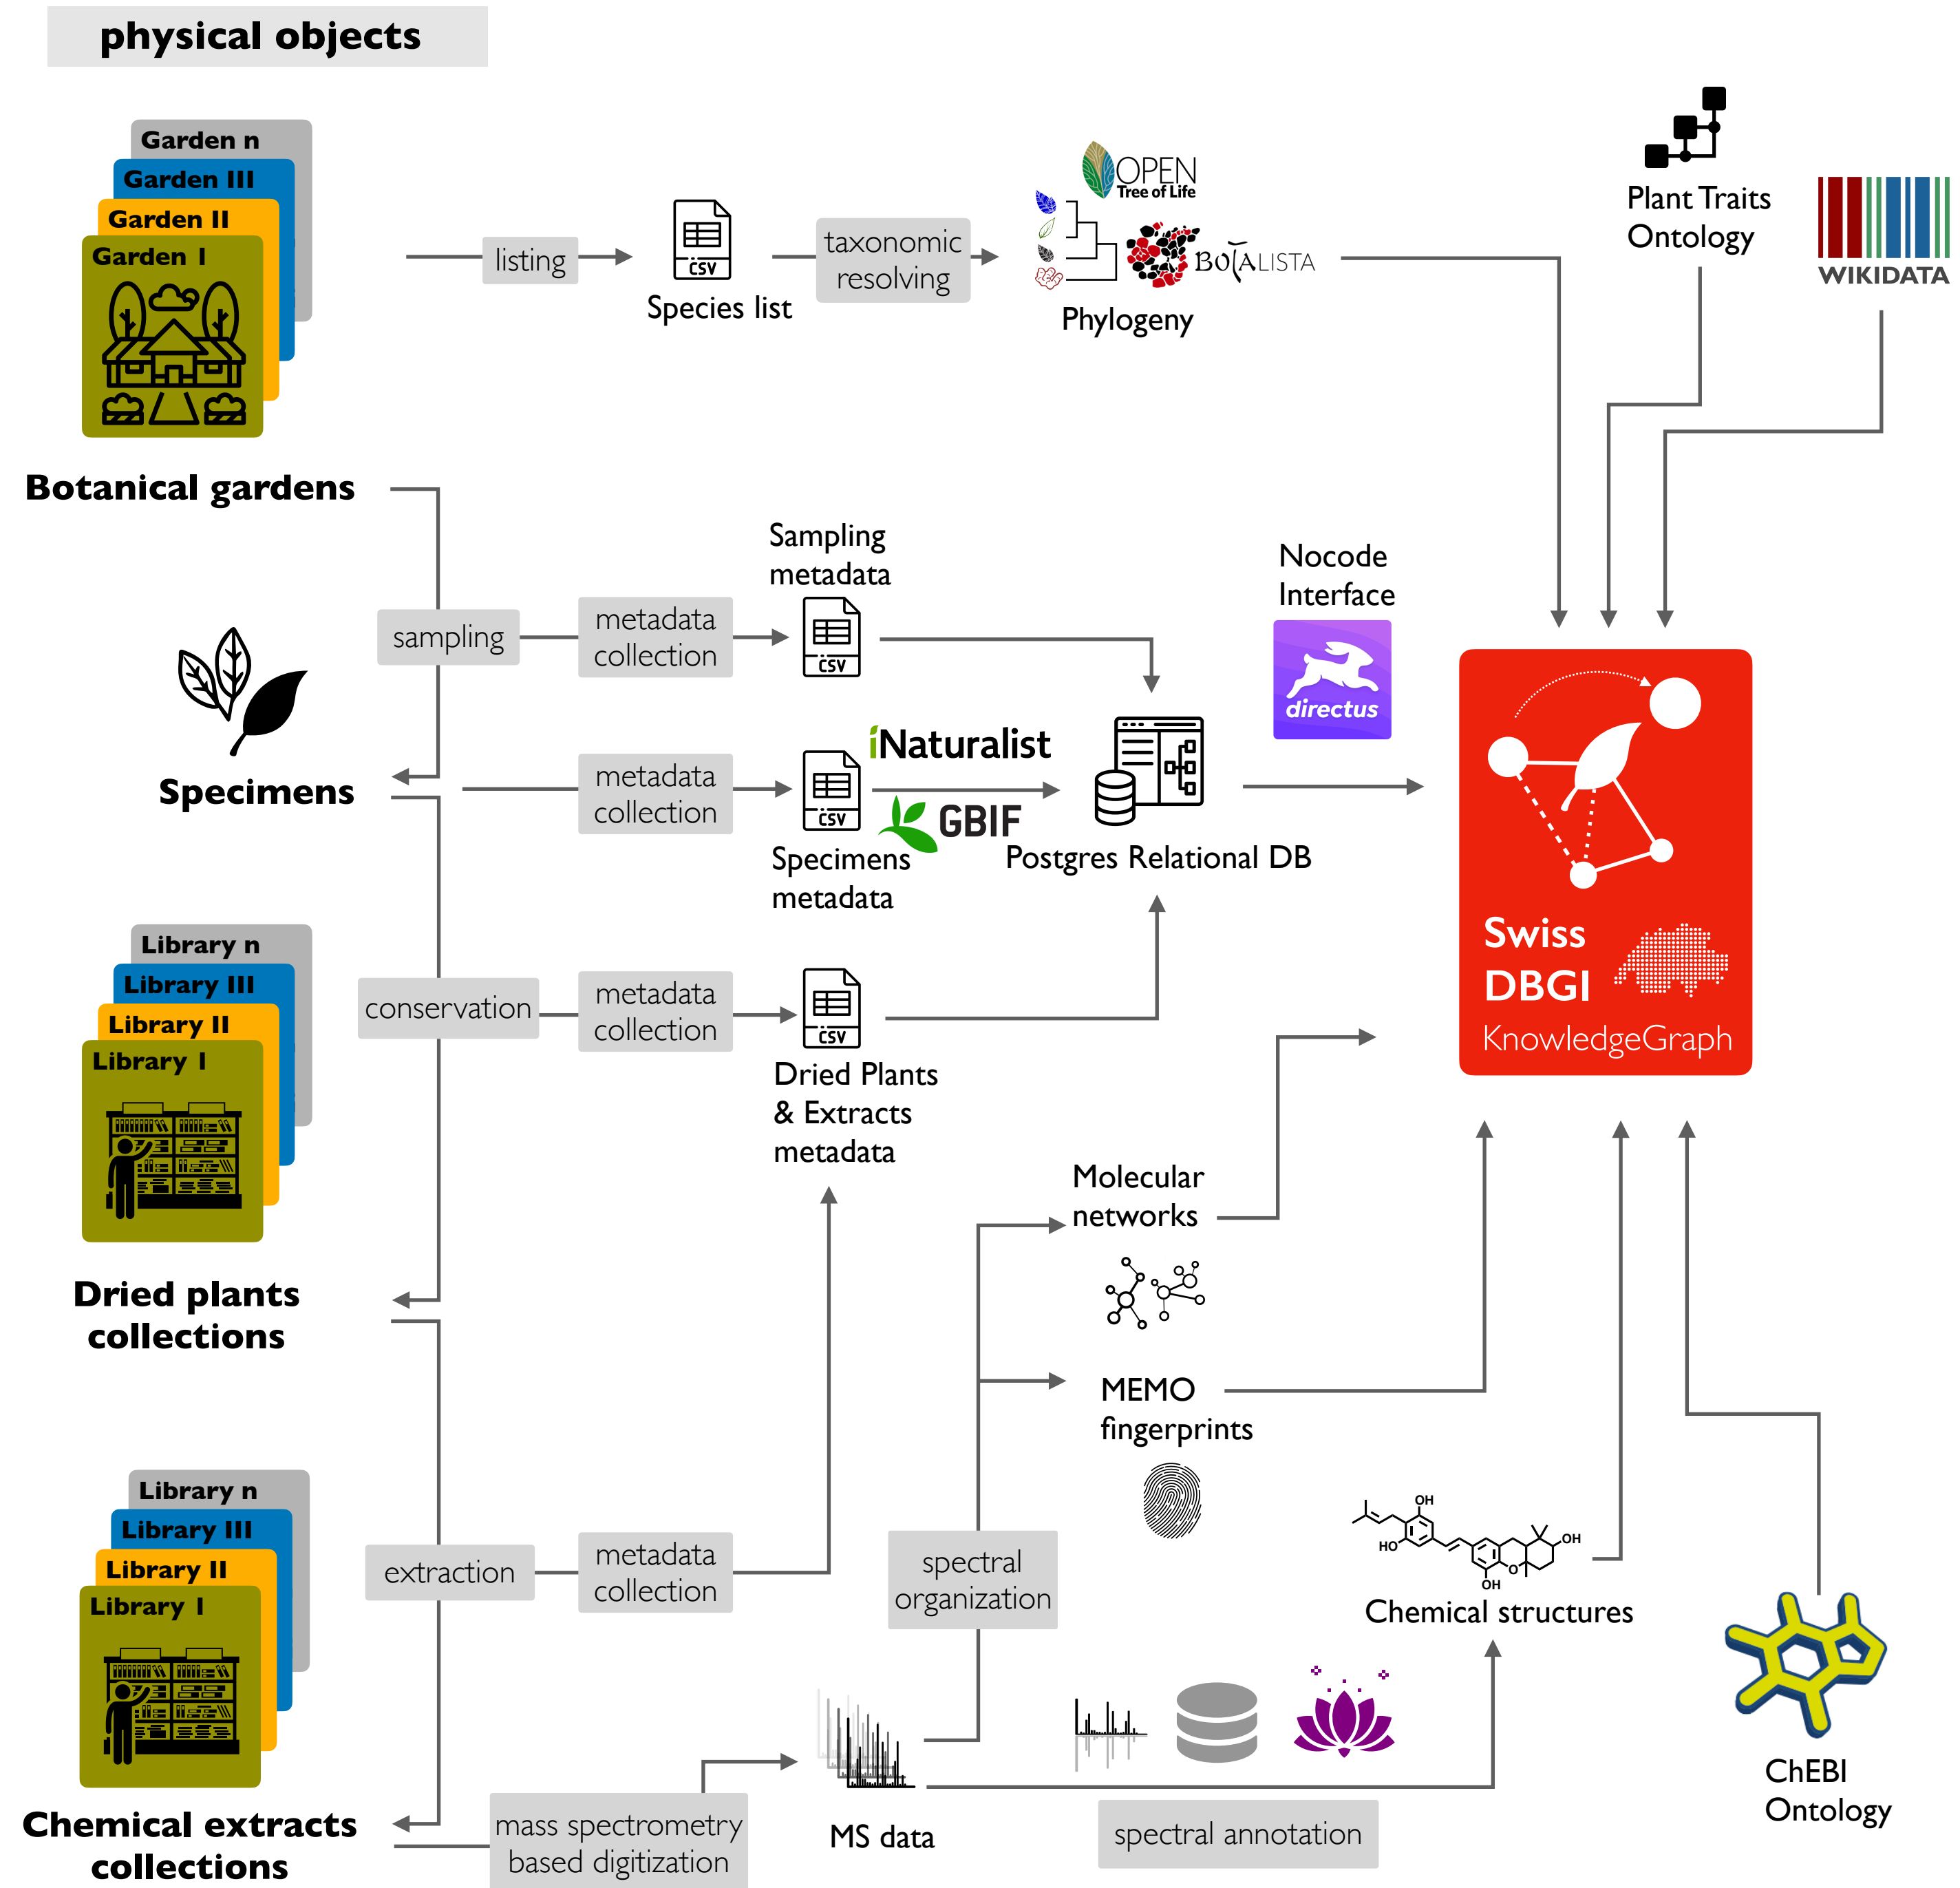 physical objects
Garden n
Garden III
Garden II
Garden I
Botanical gardens
listing
CSV
Species list
taxonomic
resolving
OPEN
Tree of Life
BOTALISTA
Phylogeny
Plant Traits
Ontology
WIKIDATA
sampling
metadata
collection
Sampling
metadata
CSV
Nocode
Interface
directus
Specimens
metadata
collection
CSV
iNaturalist
GBIF
Specimens
metadata
Postgres Relational DB
Swiss
DBGI
KnowledgeGraph
Library n
Library III
Library II
Library I
Dried plants
collections
conservation
metadata
collection
CSV
Dried Plants
& Extracts
metadata
Molecular
networks
MEMO
fingerprints
Library n
Library III
Library II
Library I
Chemical extracts
collections
extraction
metadata
collection
spectral
organization
OH
HO
OH
O
OH
Chemical structures
mass spectrometry
based digitization
MS data
spectral annotation
ChEBI
Ontology